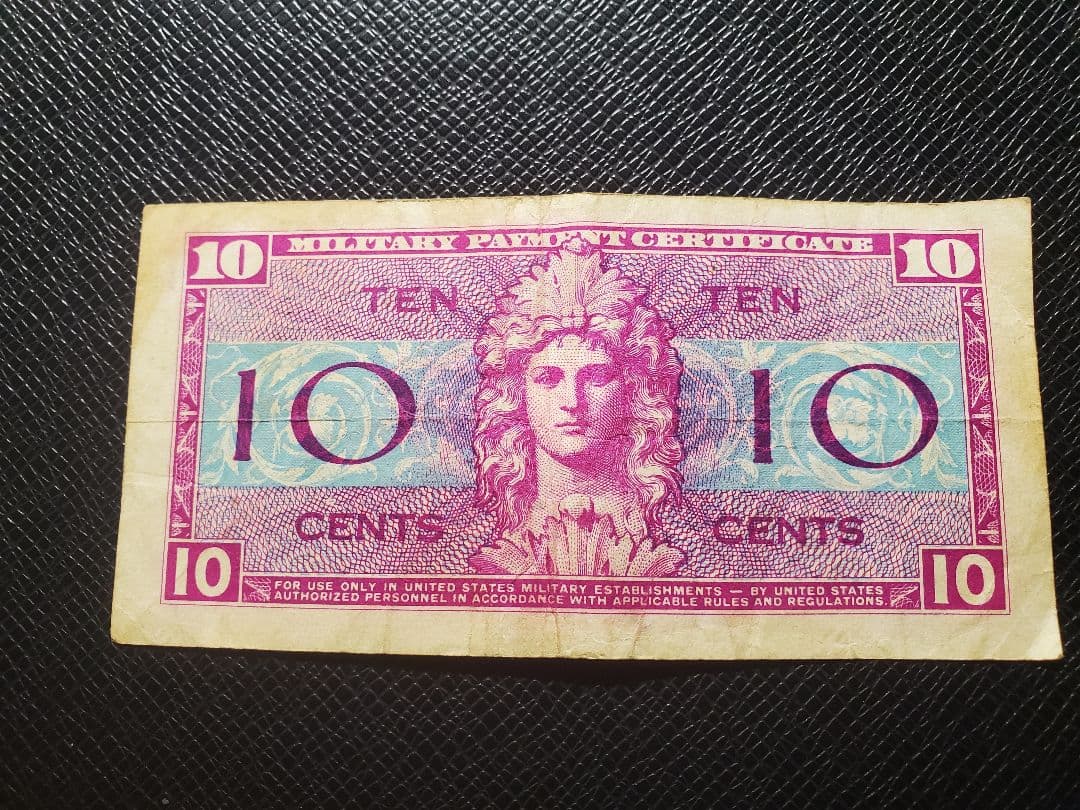 10 MILITARY PAYMENT CERTIFICATE 10
TEN TEN
10 10
CENTS CENTS
10 FOR USE ONLY IN UNITED STATES MILITARY ESTABLISHMENTS — BY UNITED STATES 10
AUTHORIZED PERSONNEL IN ACCORDANCE WITH APPLICABLE RULES AND REGULATIONS.